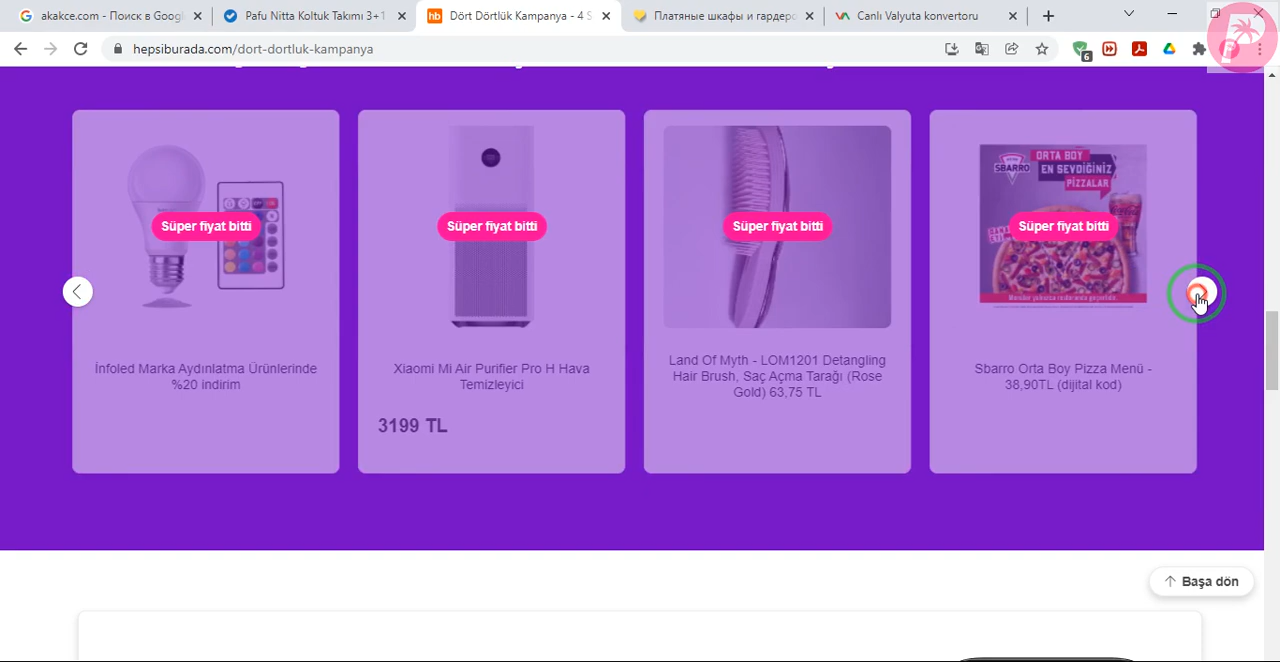 akakce.com - Поиск в Googl
Pafu Nitta Koltuk Takımı 3+1
hb
Dört Dörtlük Kampanya - 4 S
Платяные шкафы и гардеро
Canlı Valyuta konvertoru
hepsiburada.com/dort-dortluk-kampanya
6
Süper fiyat bitti
Süper fiyat bitti
Süper fiyat bitti
Süper fiyat bitti
SBARRO
ORTA BOY
EN SEVDİĞİNİZ
PİZZALAR
İnfoled Marka Aydınlatma Ürünlerinde
%20 indirim
Xiaomi Mi Air Purifier Pro H Hava
Temizleyici
3199 TL
Land Of Myth - LOM1201 Detangling
Hair Brush, Saç Açma Tarağı (Rose
Gold) 63,75 TL
Sbarro Orta Boy Pizza Menü -
38,90TL (dijital kod)
Başa dön